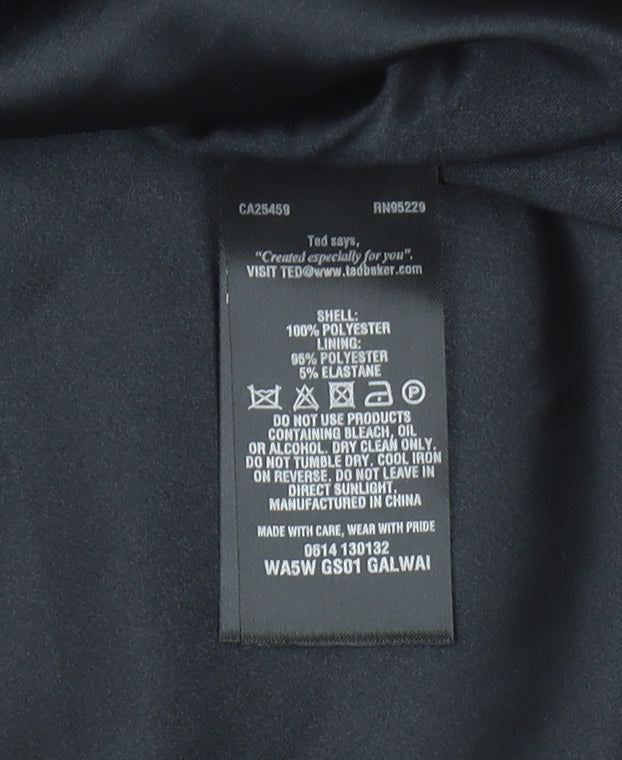 CA25459 RN95229
Ted says,
"Created especially for you".
VISIT TED@www.tedbaker.com
SHELL:
100% POLYESTER
LINING:
95% POLYESTER
5% ELASTANE
P
DO NOT USE PRODUCTS
CONTAINING BLEACH, OIL
OR ALCOHOL. DRY CLEAN ONLY.
DO NOT TUMBLE DRY. COOL IRON
ON REVERSE. DO NOT LEAVE IN
DIRECT SUNLIGHT.
MANUFACTURED IN CHINA
MADE WITH CARE, WEAR WITH PRIDE
0614 130132
WA5W GS01 GALWAI